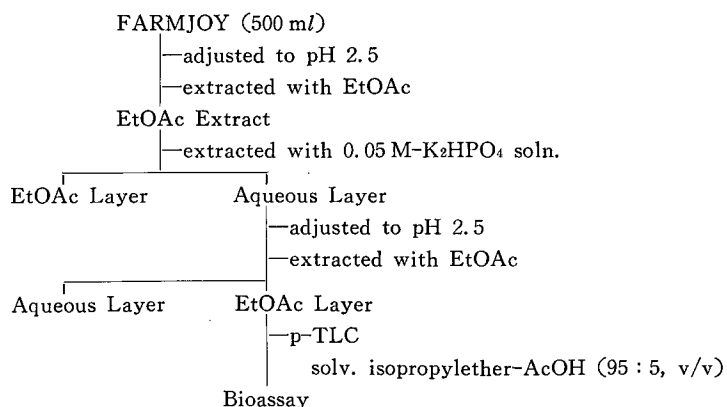 FARMJOY (500 ml)
adjusted to pH 2.5
extracted with EtOAc
EtOAc Extract
extracted with 0.05 M-K₂HPO₄ soln.
EtOAc Layer Aqueous Layer
adjusted to pH 2.5
extracted with EtOAc
Aqueous Layer EtOAc Layer
p-TLC
solv. isopropylether-AcOH (95 : 5, v/v)
Bioassay